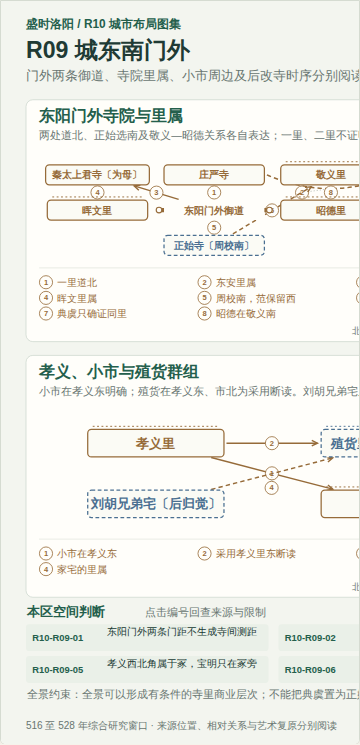 盛时洛阳 / R10 城市布局图集
R09 城东南门外
门外两条御道、寺院里属、小市周边及后改寺时序分别阅读
东阳门外寺院与里属
两处道北、正始选南及敬义—昭德关系各自表达；一里、二里不证
秦太上君寺〔为母〕
庄严寺
敬义里
4
3
1
2
8
晖文里
东阳门外御道
昭德里
5
正始寺〔周校南〕
1 一里道北
2 东安里属
4 晖文里属
5 周校南，范保留西
7 典虞只确证同里
8 昭德在敬义南
北
孝义、小市与殖货群组
小市在孝义东明确；殖货在孝义东、市北为采用断读。刘胡兄弟宅
孝义里
2
殖货
4
刘胡兄弟宅〔后归觉〕
1 小市在孝义东
2 采用孝义里东断读
4 家宅的里属
北
本区空间判断
点击编号回查来源与限制
R10-R09-01
东阳门外两条门距不生成寺间测距
R10-R09-02
R10-R09-05
孝义西北角属于冢，宝明只在冢旁
R10-R09-06
全景约束：全景可以形成有条件的寺里商业层次；不能把典虞置为正
516 至 528 年综合研究窗口 · 来源位置、相对关系与艺术复原分别阅读